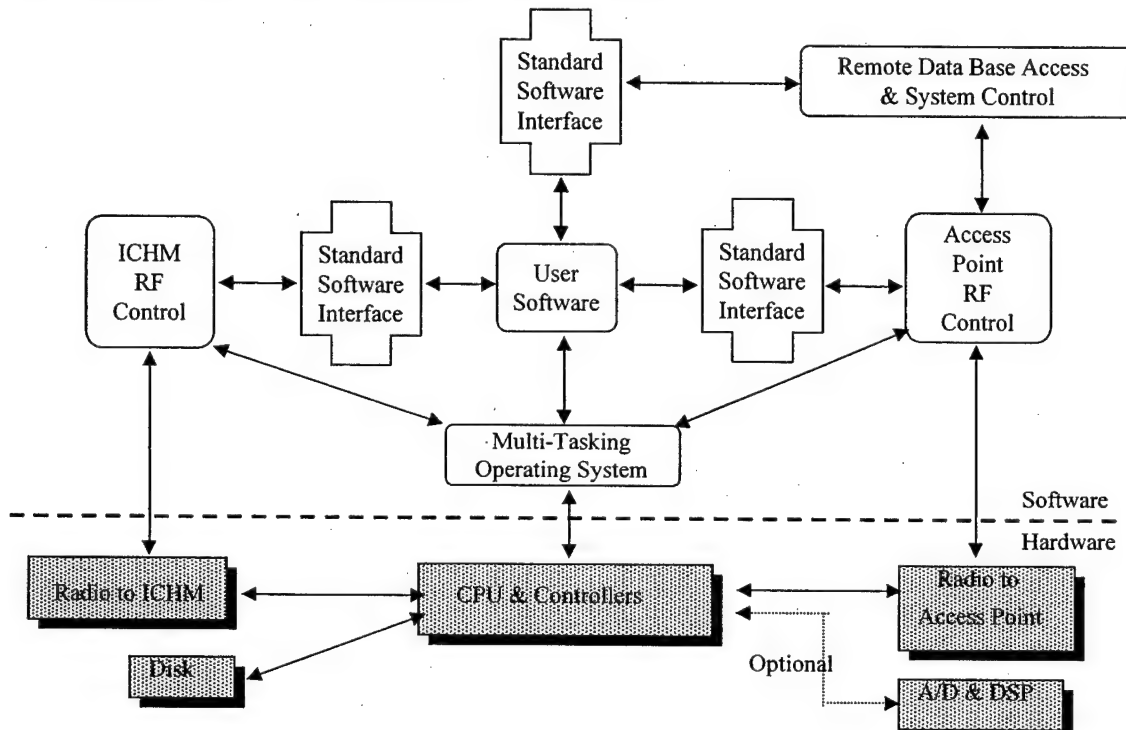 Standard
Software
Interface
Remote Data Base Access
& System Control
ICHM
RF
Control
Standard
Software
Interface
User
Software
Standard
Software
Interface
Access
Point
RF
Control
Multi-Tasking
Operating System
Software
Hardware
Radio to ICHM
CPU & Controllers
Radio to
Access Point
Disk
Optional
A/D & DSP